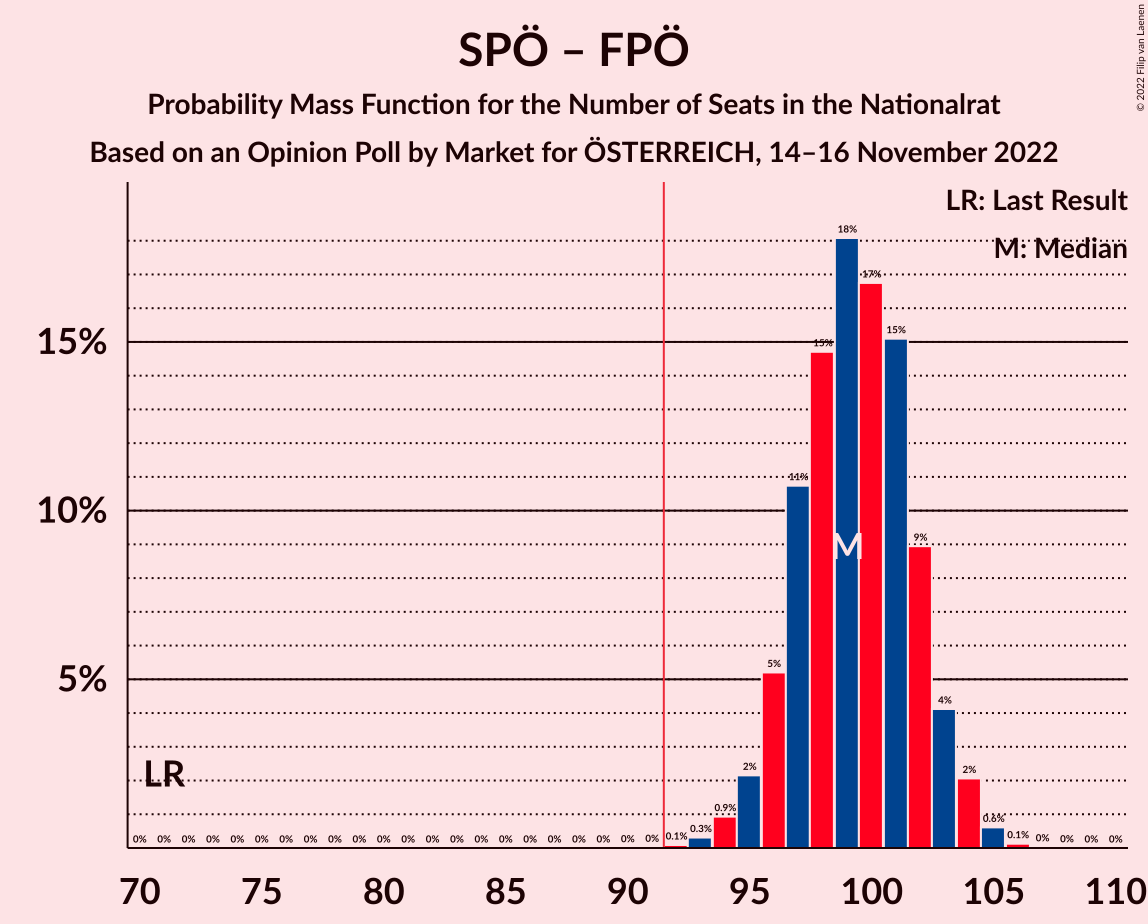 SPÖ – FPÖ
Probability Mass Function for the Number of Seats in the Nationalrat
Based on an Opinion Poll by Market for ÖSTERREICH, 14–16 November 2022
© 2022 Filip van Laenen
LR: Last Result
M: Median
15%
10%
5%
LR
M
0% 0% 0% 0% 0% 0% 0% 0% 0% 0% 0% 0% 0% 0% 0% 0% 0% 0% 0% 0% 0% 0% 0.1% 0.3% 0.9% 2% 5% 11% 15% 18% 17% 15% 9% 4% 2% 0.6% 0.1% 0% 0% 0% 0%
70 75 80 85 90 95 100 105 110